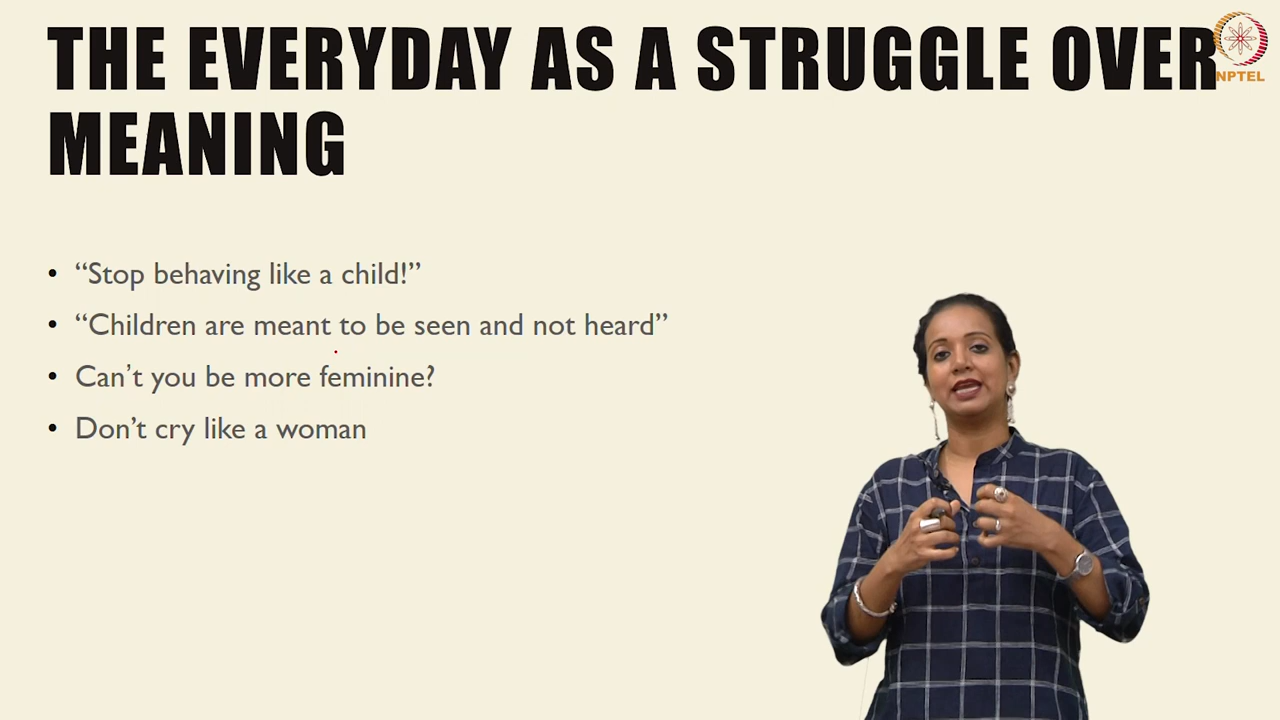 THE EVERYDAY AS A STRUGGLE OVER
MEANING
NPTEL
• “Stop behaving like a child!”
• “Children are meant to be seen and not heard”
• Can’t you be more feminine?
• Don’t cry like a woman